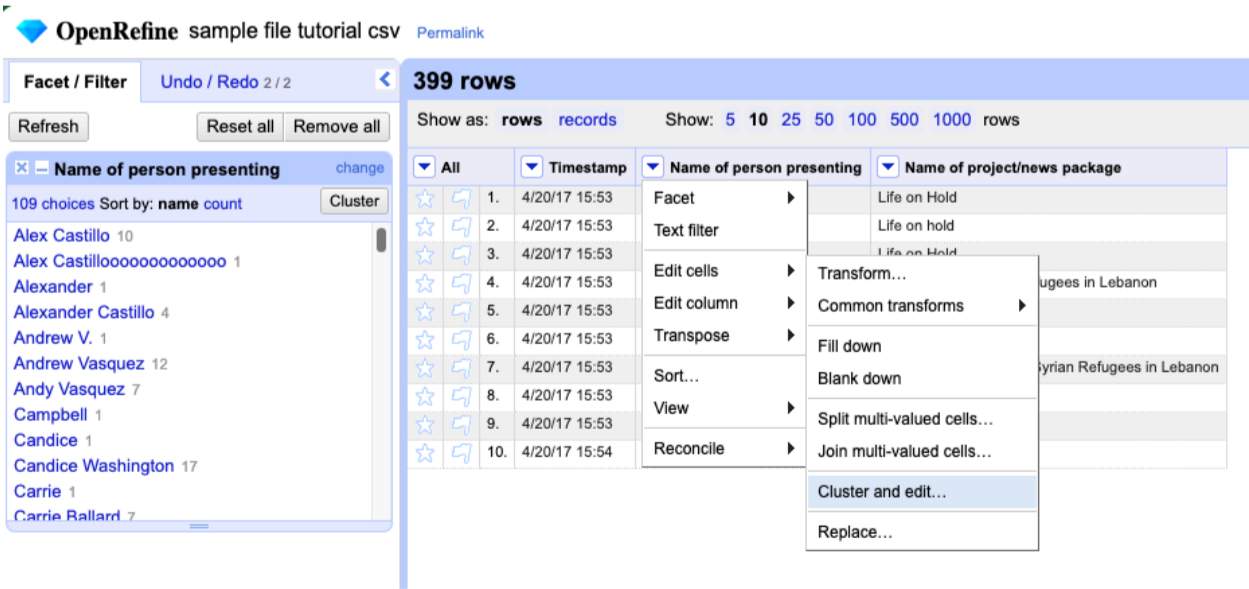 OpenRefine sample file tutorial csv Permalink
Facet / Filter Undo / Redo 2 / 2
Refresh Reset all Remove all
Name of person presenting change
109 choices Sort by: name count Cluster
Alex Castillo 10
Alex Castillooooooooooooo 1
Alexander 1
Alexander Castillo 4
Andrew V. 1
Andrew Vasquez 12
Andy Vasquez 7
Campbell 1
Candice 1
Candice Washington 17
Carrie 1
Carrie Ballard 7
399 rows
Show as: rows records Show: 5 10 25 50 100 500 1000 rows
All Timestamp Name of person presenting Name of project/news package
1. 4/20/17 15:53 Life on Hold
2. 4/20/17 15:53 Life on hold
3. 4/20/17 15:53 Life on Hold
4. 4/20/17 15:53 ugees in Lebanon
5. 4/20/17 15:53
6. 4/20/17 15:53
7. 4/20/17 15:53 Syrian Refugees in Lebanon
8. 4/20/17 15:53
9. 4/20/17 15:53
10. 4/20/17 15:54
Facet
Text filter
Edit cells
Edit column
Transpose
Sort...
View
Reconcile
Transform...
Common transforms
Fill down
Blank down
Split multi-valued cells...
Join multi-valued cells...
Cluster and edit...
Replace...